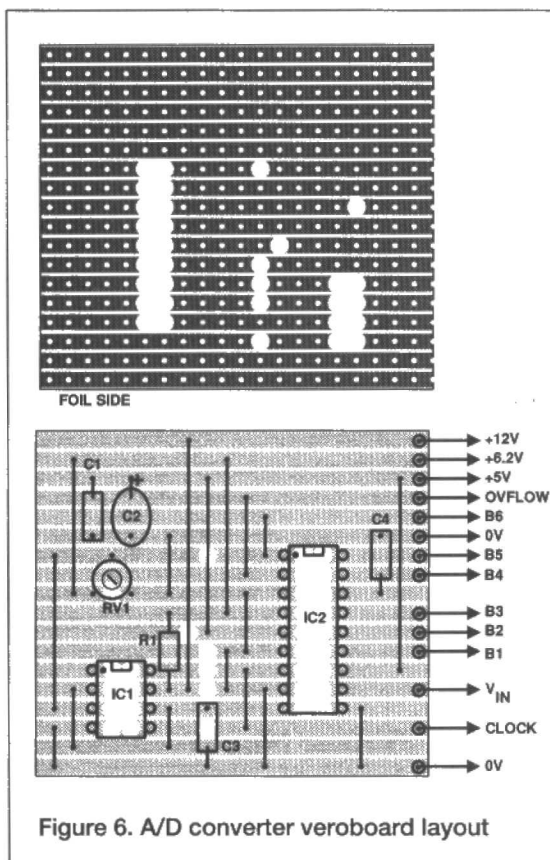 FOIL SIDE
+12V
+6.2V
+5V
OVFLOW
B6
0V
B5
B4
B3
B2
B1
VIN
CLOCK
0V
C1
+
C2
C4
RV1
R1
IC2
IC1
C3
Figure 6. A/D converter veroboard layout